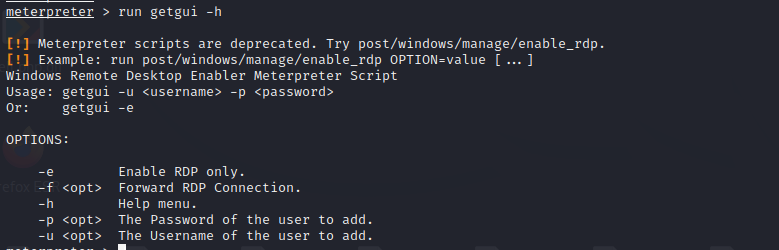 meterpreter > run getgui -h
[!] Meterpreter scripts are deprecated. Try post/windows/manage/enable_rdp.
[!] Example: run post/windows/manage/enable_rdp OPTION=value [...]
Windows Remote Desktop Enabler Meterpreter Script
Usage: getgui -u <username> -p <password>
Or:    getgui -e
OPTIONS:
-e        Enable RDP only.
-f <opt>  Forward RDP Connection.
-h        Help menu.
-p <opt>  The Password of the user to add.
-u <opt>  The Username of the user to add.
meterpreter >